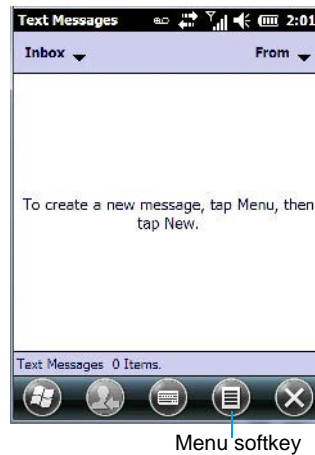 Text Messages 2:01
Inbox From
To create a new message, tap Menu, then
tap New.
Text Messages 0 Items.
Menu softkey